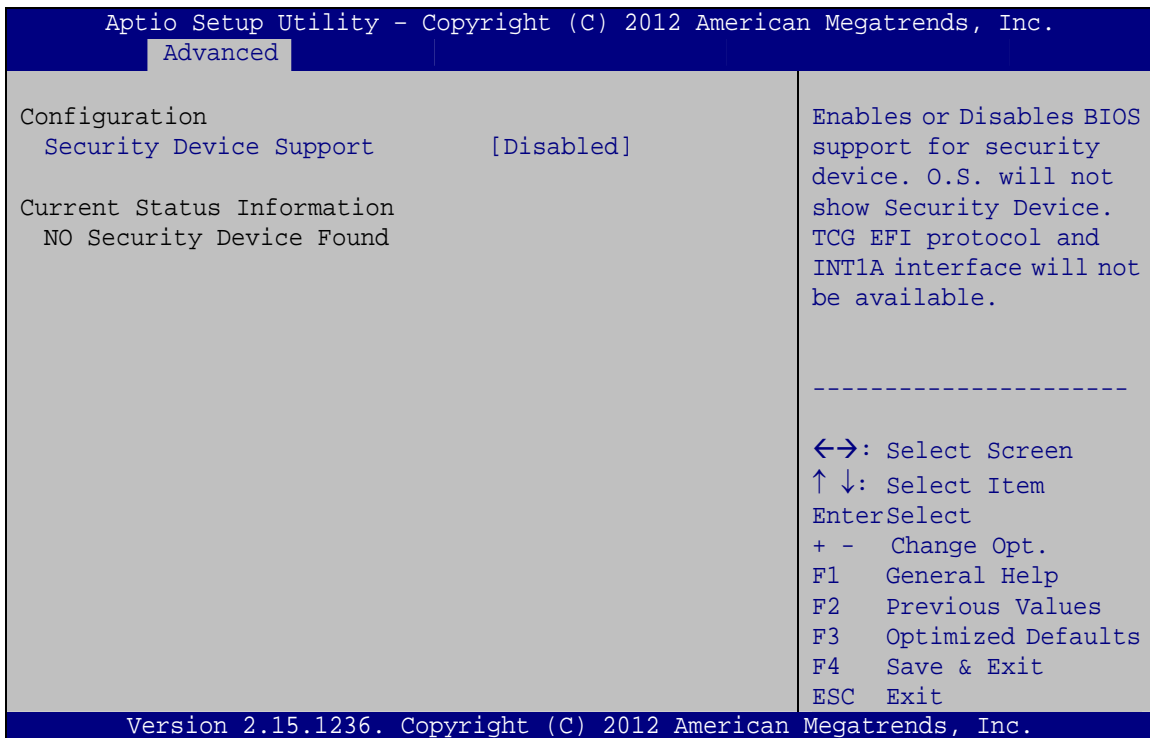 Aptio Setup Utility – Copyright (C) 2012 American Megatrends, Inc.
Advanced
Configuration
Security Device Support [Disabled]
Current Status Information
NO Security Device Found
Enables or Disables BIOS
support for security
device. O.S. will not
show Security Device.
TCG EFI protocol and
INT1A interface will not
be available.
----------------------
←→: Select Screen
↑ ↓: Select Item
EnterSelect
+ - Change Opt.
F1 General Help
F2 Previous Values
F3 Optimized Defaults
F4 Save & Exit
ESC Exit
Version 2.15.1236. Copyright (C) 2012 American Megatrends, Inc.